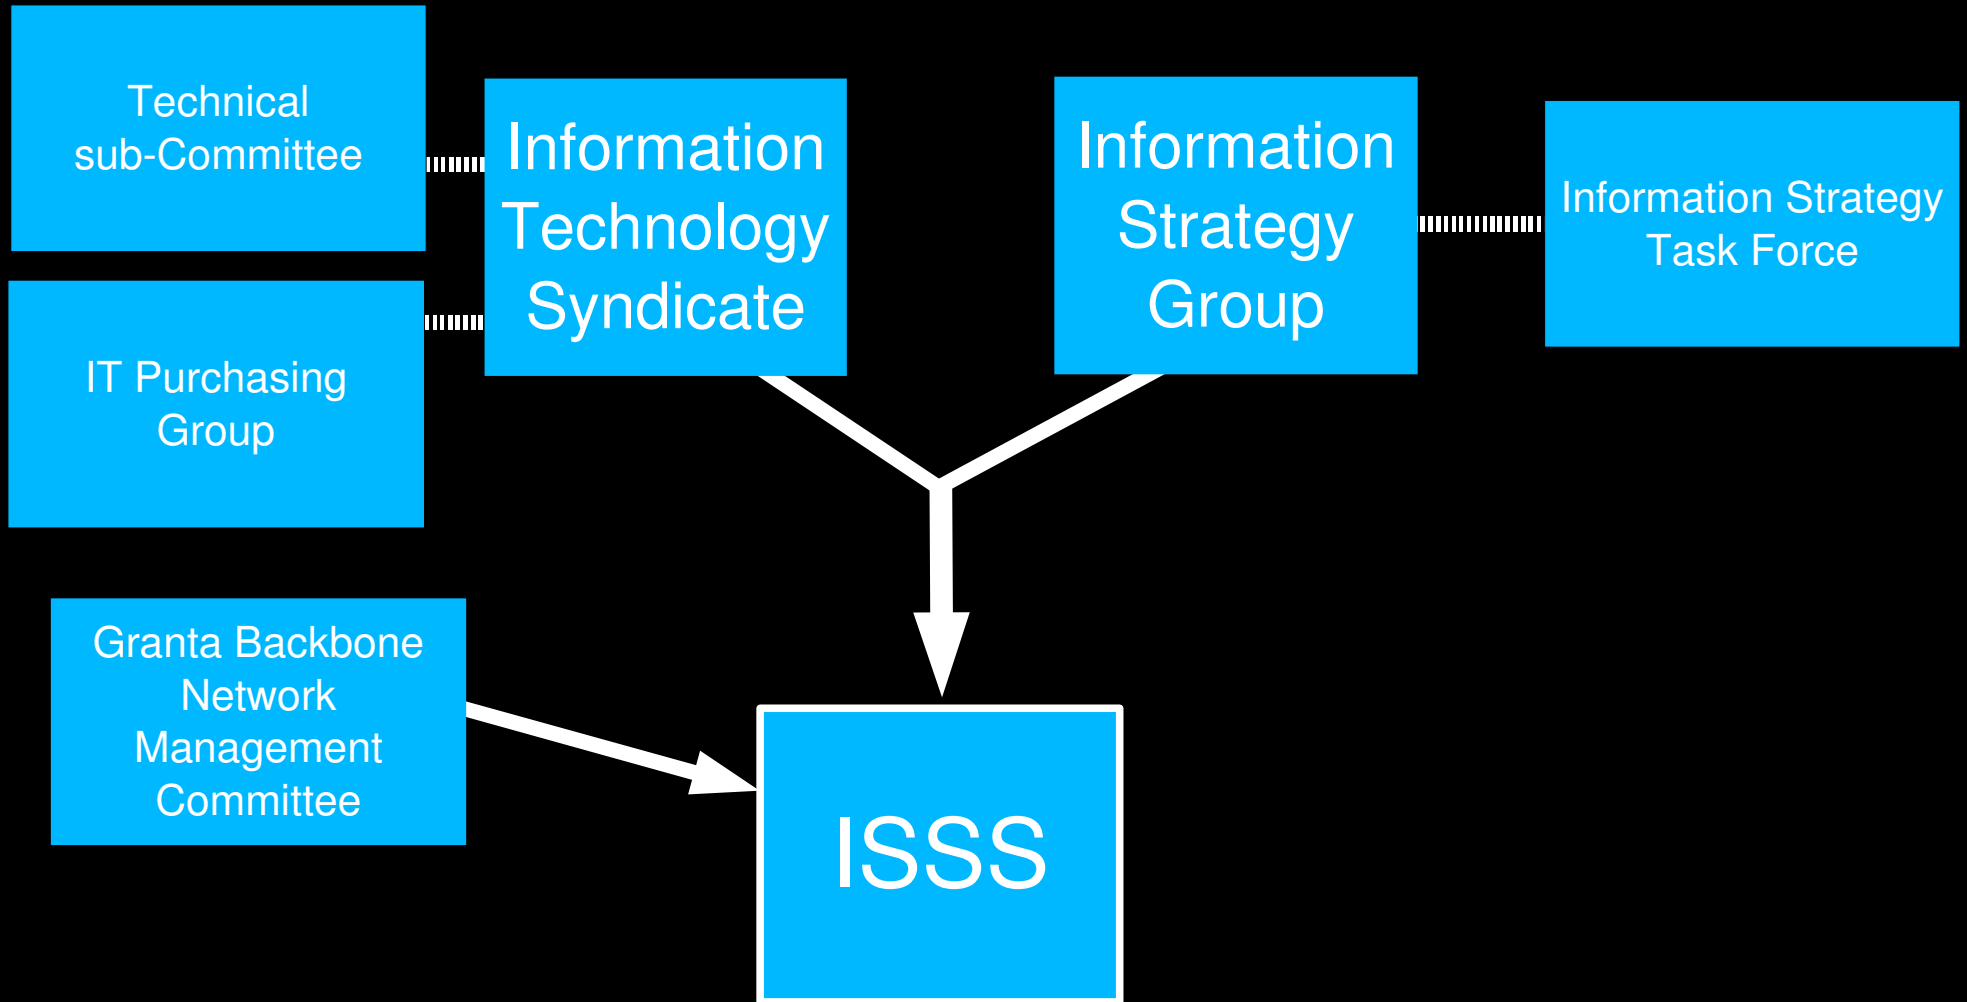 Technical
sub-Committee
Information
Technology
Syndicate
Information
Strategy
Group
Information Strategy
Task Force
IT Purchasing
Group
Granta Backbone
Network
Management
Committee
ISSS